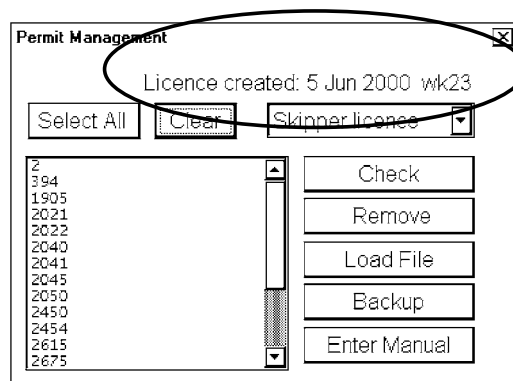 Permit Management
Licence created: 5 Jun 2000 wk23
Select All Clear Skipper licence
2
394
1905
2021
2022
2040
2041
2045
2050
2450
2454
2615
2675
Check
Remove
Load File
Backup
Enter Manual